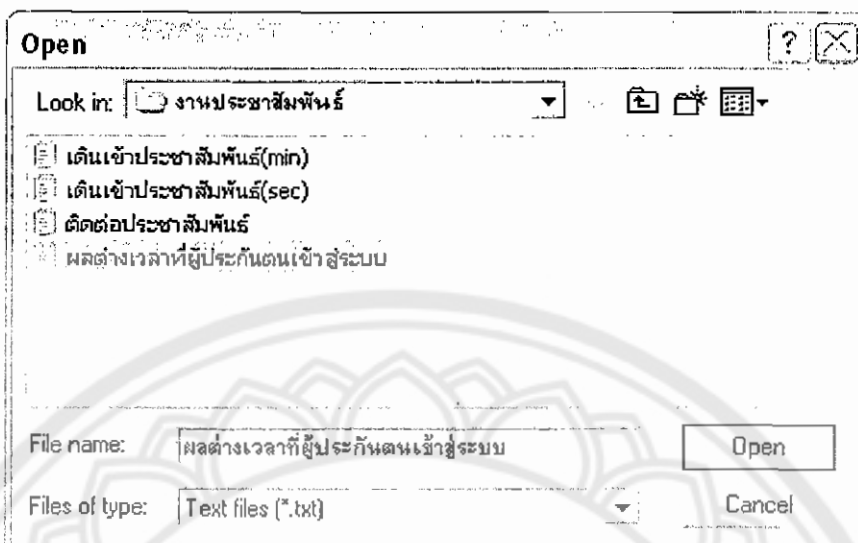 Open
Look in: งานประชาสัมพันธ์
เดินเข้าประชาสัมพันธ์(min)
เดินเข้าประชาสัมพันธ์(sec)
ติดต่อประชาสัมพันธ์
ผลต่างเวลาที่ผู้ประกันตนเข้าสู่ระบบ
File name: ผลต่างเวลาที่ผู้ประกันตนเข้าสู่ระบบ Open
Files of type: Text files (*.txt) Cancel